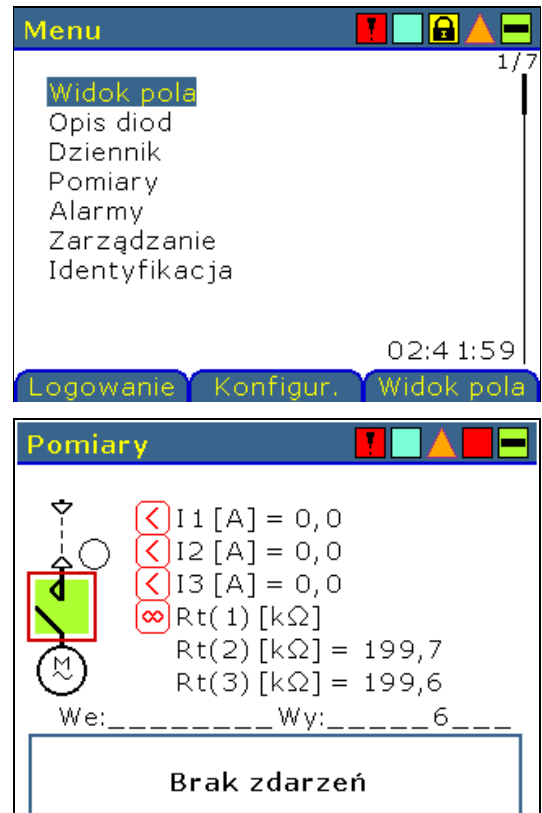 Menu
1/7
Widok pola
Opis diod
Dziennik
Pomiary
Alarmy
Zarządzanie
Identyfikacja
02:41:59
Logowanie Konfigur. Widok pola
Pomiary
< I1 [A] = 0,0
< I2 [A] = 0,0
< I3 [A] = 0,0
∞ Rt(1) [kΩ]
Rt(2) [kΩ] = 199,7
M Rt(3) [kΩ] = 199,6
We:_________Wy:_____6___
Brak zdarzeń